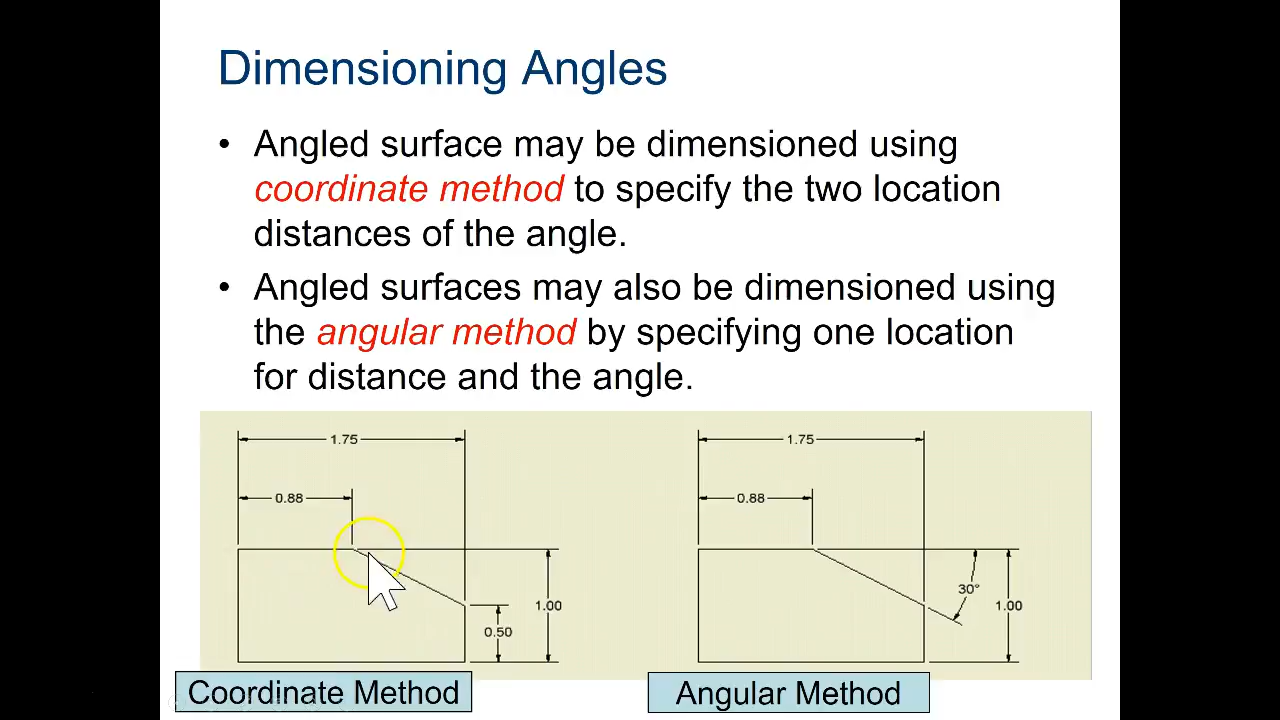 Dimensioning Angles
• Angled surface may be dimensioned using
coordinate method to specify the two location
distances of the angle.
• Angled surfaces may also be dimensioned using
the angular method by specifying one location
for distance and the angle.
1.75
0.88
1.00
0.50
Coordinate Method
1.75
0.88
30°
1.00
Angular Method